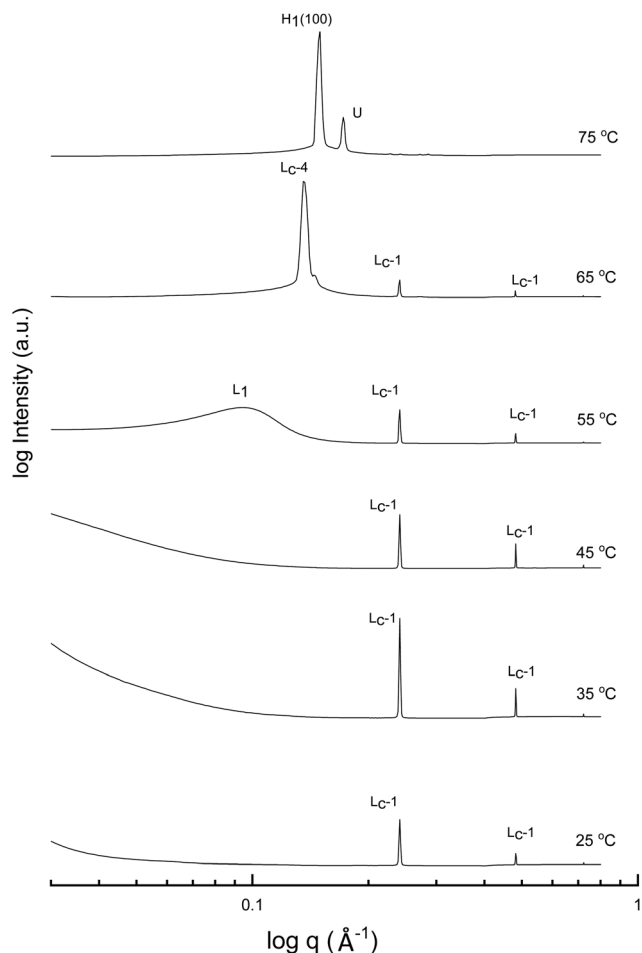 H1(100)
U
75 ºC
Lc-4
Lc-1
Lc-1
65 ºC
L1
Lc-1
Lc-1
55 ºC
Lc-1
Lc-1
45 ºC
Lc-1
Lc-1
35 ºC
Lc-1
Lc-1
25 ºC
log Intensity (a.u.)
0.1
1
log q (Å-1)